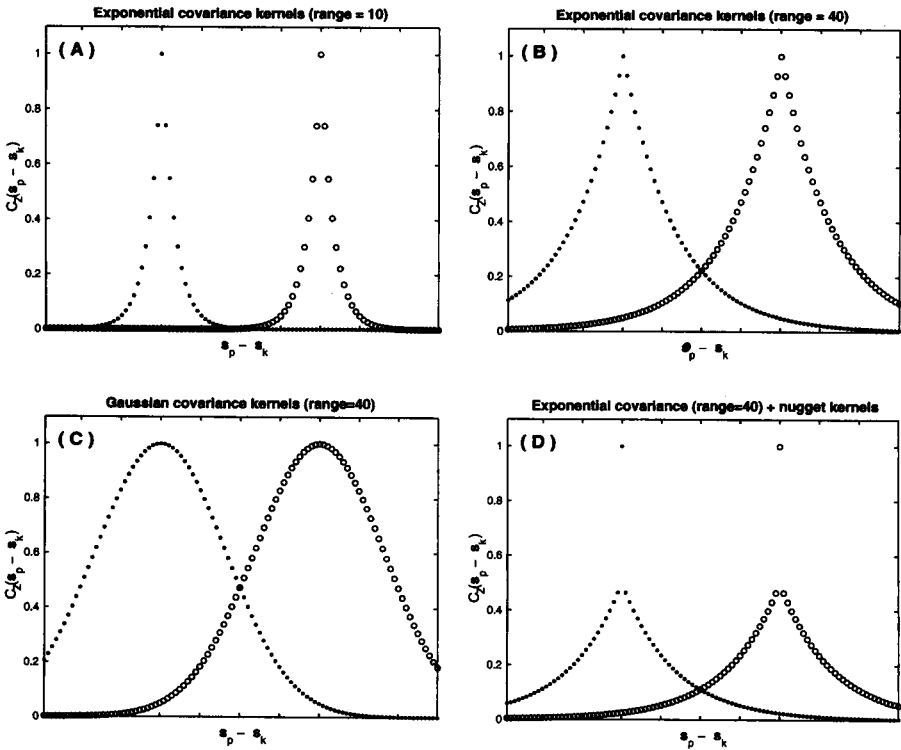 Exponential covariance kernels (range = 10)
(A)
1
0.8
0.6
0.4
0.2
0
C_Z(s_p - s_k)
s_p - s_k
Exponential covariance kernels (range = 40)
(B)
1
0.8
0.6
0.4
0.2
0
C_Z(s_p - s_k)
s_p - s_k
Gaussian covariance kernels (range=40)
(C)
1
0.8
0.6
0.4
0.2
0
C_Z(s_p - s_k)
s_p - s_k
Exponential covariance (range=40) + nugget kernels
(D)
1
0.8
0.6
0.4
0.2
0
C_Z(s_p - s_k)
s_p - s_k